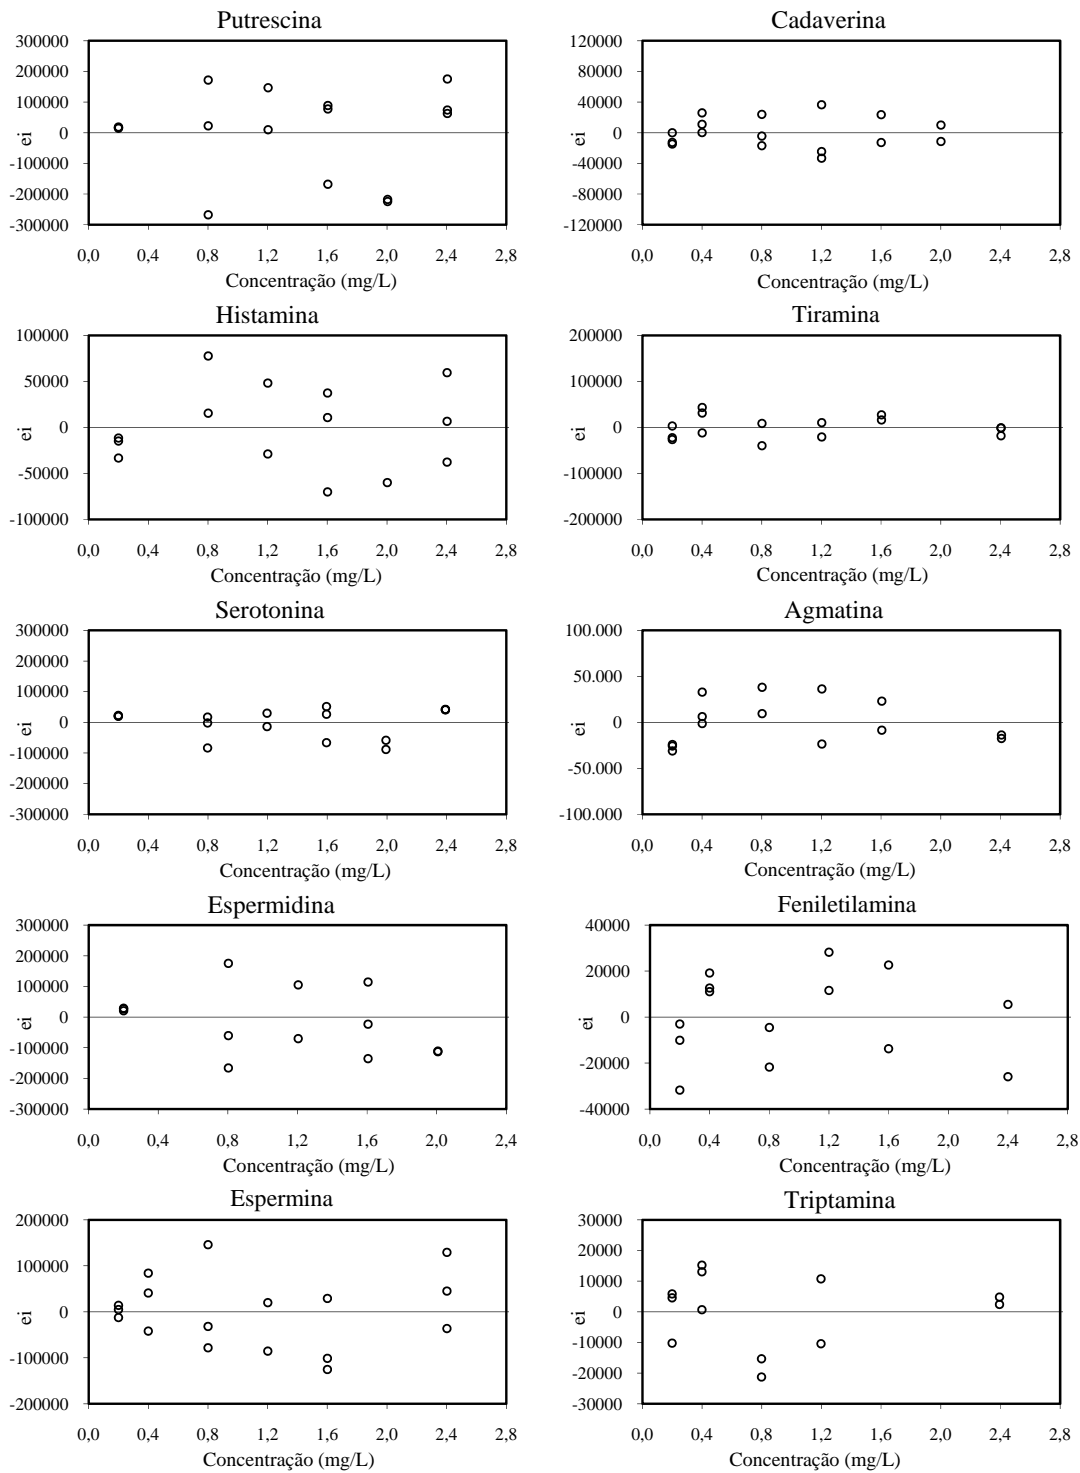 Putrescina
300000
200000
100000
0
-100000
-200000
-300000
ei
0,0 0,4 0,8 1,2 1,6 2,0 2,4 2,8
Concentração (mg/L)
Cadaverina
120000
80000
40000
0
-40000
-80000
-120000
ei
0,0 0,4 0,8 1,2 1,6 2,0 2,4 2,8
Concentração (mg/L)
Histamina
100000
50000
0
-50000
-100000
ei
0,0 0,4 0,8 1,2 1,6 2,0 2,4 2,8
Concentração (mg/L)
Tiramina
200000
100000
0
-100000
-200000
ei
0,0 0,4 0,8 1,2 1,6 2,0 2,4 2,8
Concentração (mg/L)
Serotonina
300000
200000
100000
0
-100000
-200000
-300000
ei
0,0 0,4 0,8 1,2 1,6 2,0 2,4 2,8
Concentração (mg/L)
Agmatina
100.000
50.000
0
-50.000
-100.000
ei
0,0 0,4 0,8 1,2 1,6 2,0 2,4 2,8
Concentração (mg/L)
Espermidina
300000
200000
100000
0
-100000
-200000
-300000
ei
0,0 0,4 0,8 1,2 1,6 2,0 2,4
Concentração (mg/L)
Feniletilamina
40000
20000
0
-20000
-40000
ei
0,0 0,4 0,8 1,2 1,6 2,0 2,4 2,8
Concentração (mg/L)
Espermina
200000
100000
0
-100000
-200000
ei
0,0 0,4 0,8 1,2 1,6 2,0 2,4 2,8
Concentração (mg/L)
Triptamina
30000
20000
10000
0
-10000
-20000
-30000
ei
0,0 0,4 0,8 1,2 1,6 2,0 2,4 2,8
Concentração (mg/L)